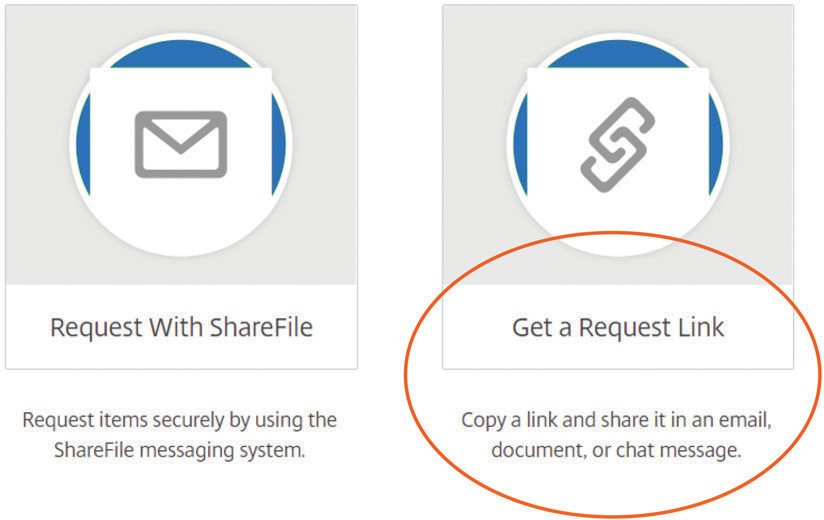 Request With ShareFile
Request items securely by using the
ShareFile messaging system.
Get a Request Link
Copy a link and share it in an email,
document, or chat message.